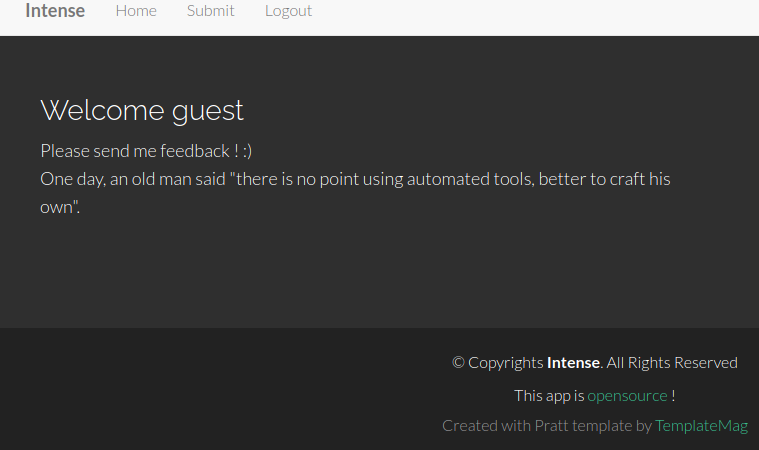 Intense Home Submit Logout
Welcome guest
Please send me feedback ! :)
One day, an old man said "there is no point using automated tools, better to craft his
own".
© Copyrights Intense. All Rights Reserved
This app is opensource !
Created with Pratt template by TemplateMag